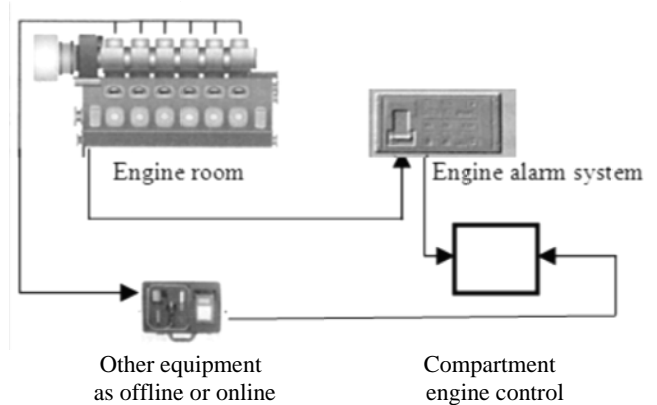 Engine room
Engine alarm system
Other equipment
as offline or online
Compartment
engine control